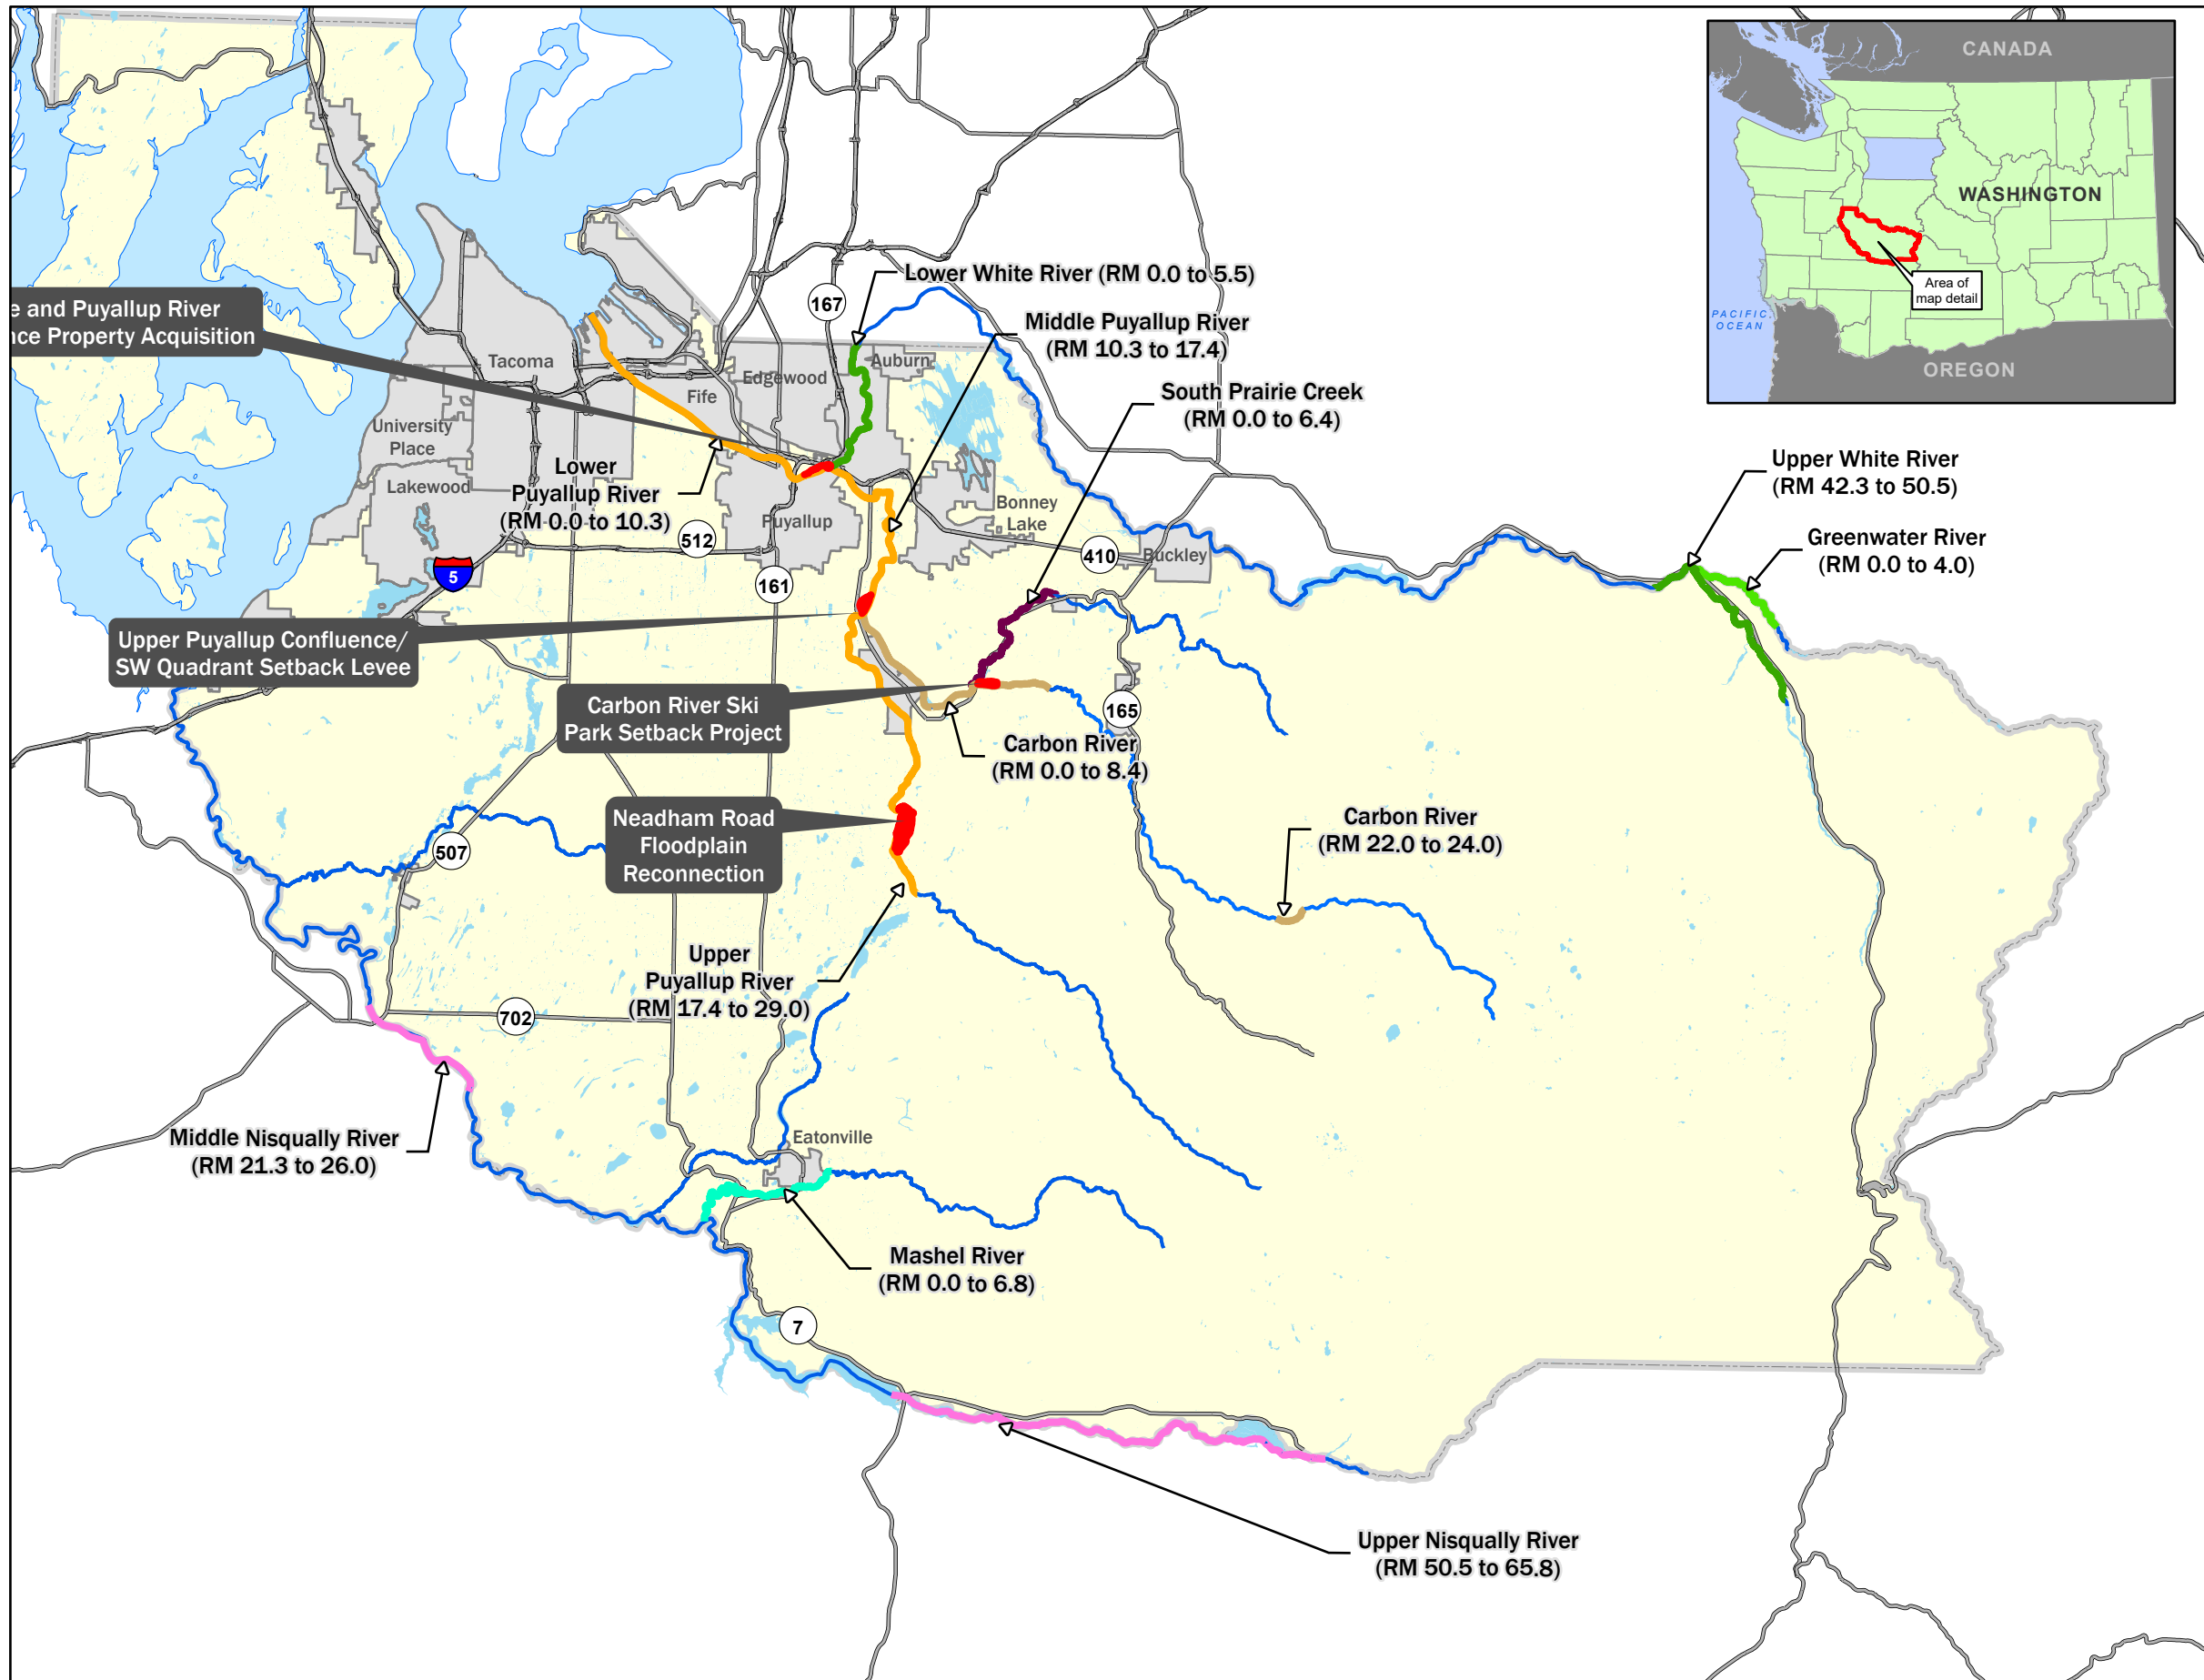 CANADA
WASHINGTON
Area of
map detail
PACIFIC
OCEAN
OREGON
Lower White River (RM 0.0 to 5.5)
167
e and Puyallup River
nce Property Acquisition
Middle Puyallup River
(RM 10.3 to 17.4)
Tacoma
Auburn
Edgewood
Fife
South Prairie Creek
(RM 0.0 to 6.4)
University
Place
Lakewood
Lower
Puyallup River
(RM 0.0 to 10.3)
Puyallup
Bonney
Lake
Upper White River
(RM 42.3 to 50.5)
512
410
Buckley
Greenwater River
(RM 0.0 to 4.0)
5
161
Upper Puyallup Confluence/
SW Quadrant Setback Levee
Carbon River Ski
Park Setback Project
165
Carbon River
(RM 0.0 to 8.4)
Needham Road
Floodplain
Reconnection
Carbon River
(RM 22.0 to 24.0)
507
Upper
Puyallup River
(RM 17.4 to 29.0)
702
Middle Nisqually River
(RM 21.3 to 26.0)
Eatonville
Mashel River
(RM 0.0 to 6.8)
7
Upper Nisqually River
(RM 50.5 to 65.8)